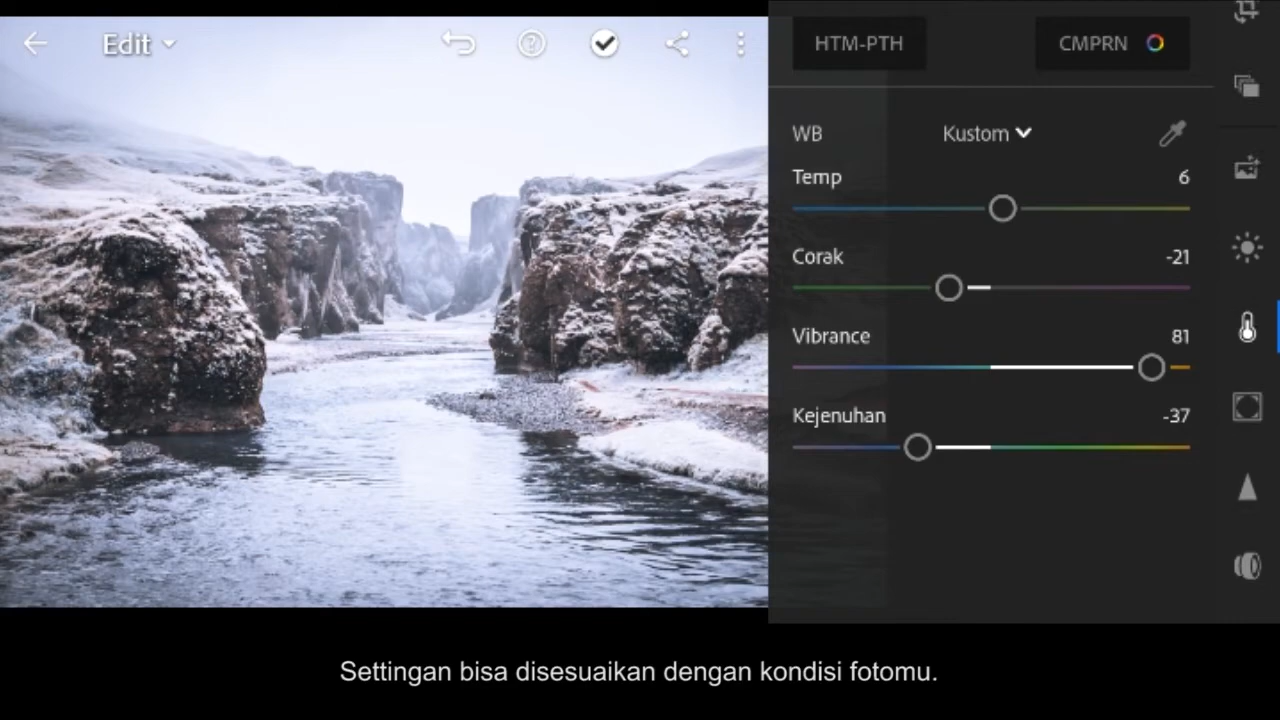 Edit
HTM-PTH
CMPRN
WB
Kustom
Temp
6
Corak
-21
Vibrance
81
Kejenuhan
-37
Settingan bisa disesuaikan dengan kondisi fotomu.